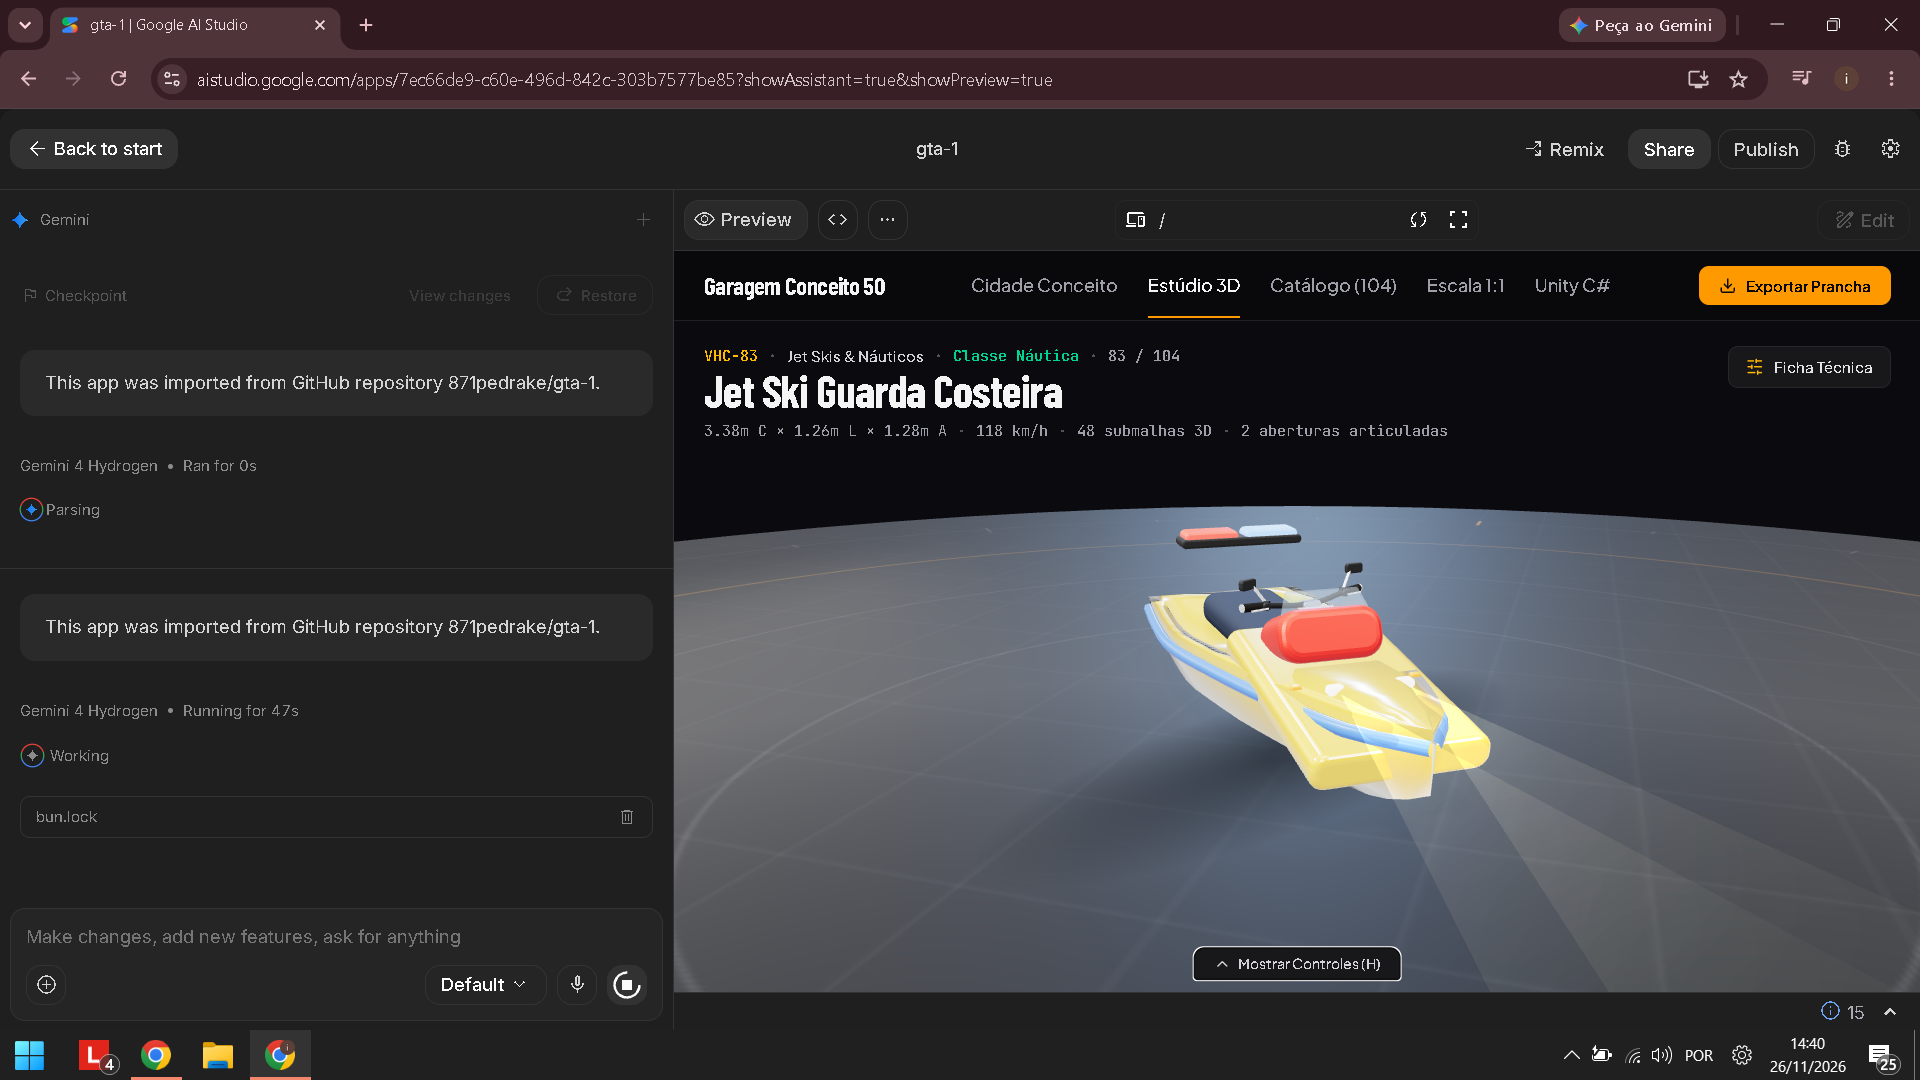 gta-1 | Google AI Studio
Peça ao Gemini
aistudio.google.com/apps/7ec66de9-c60e-496d-842c-303b7577be85?showAssistant=true&showPreview=true
i
Back to start
gta-1
Remix
Share
Publish
Gemini
Preview
/
Edit
Checkpoint
View changes
Restore
This app was imported from GitHub repository 871pedrake/gta-1.
Gemini 4 Hydrogen • Ran for 0s
Parsing
This app was imported from GitHub repository 871pedrake/gta-1.
Gemini 4 Hydrogen • Running for 47s
Working
bun.lock
Make changes, add new features, ask for anything
Default
Garagem Conceito 50
Cidade Conceito
Estúdio 3D
Catálogo (104)
Escala 1:1
Unity C#
Exportar Prancha
VHC-83 · Jet Skis & Náuticos · Classe Náutica · 83 / 104
Jet Ski Guarda Costeira
3.38m C × 1.26m L × 1.28m A · 118 km/h · 48 submalhas 3D · 2 aberturas articuladas
Ficha Técnica
Mostrar Controles (H)
15
L
4
i
POR
14:40
26/11/2026
25